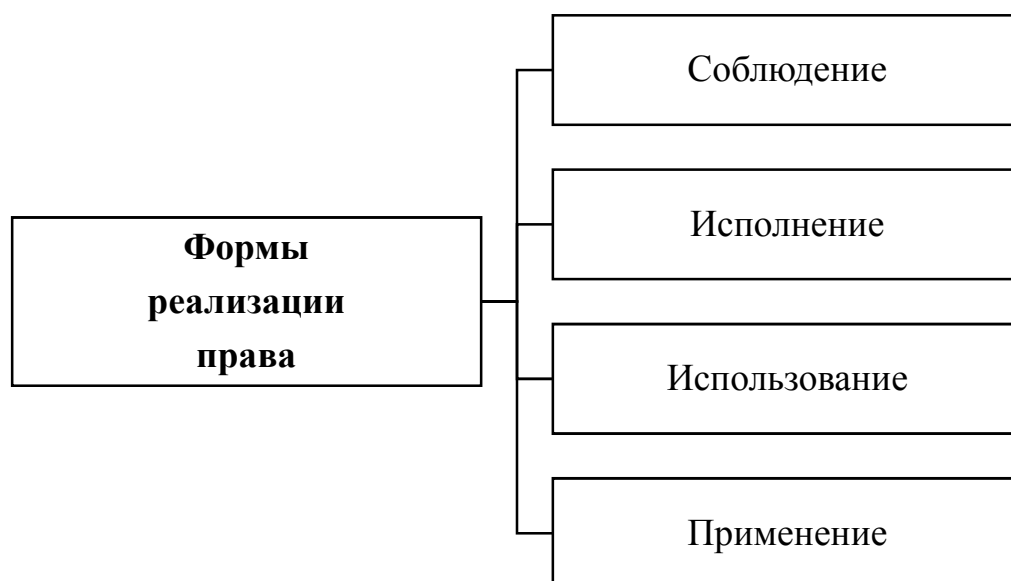 Формы
реализации
права
Соблюдение
Исполнение
Использование
Применение